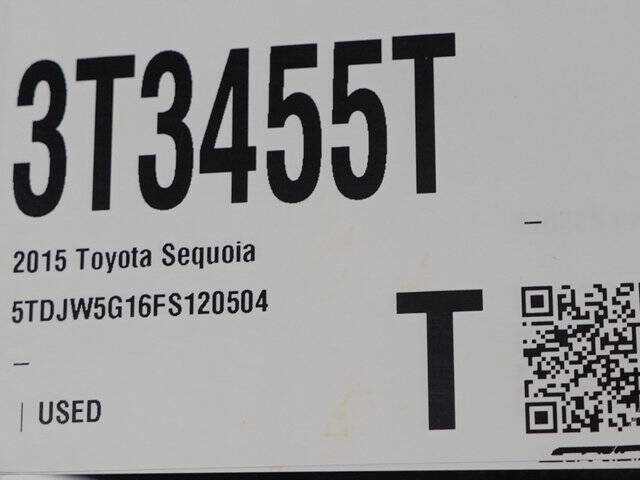 3T3455T
2015 Toyota Sequoia
5TDJW5G16FS120504
T
| USED